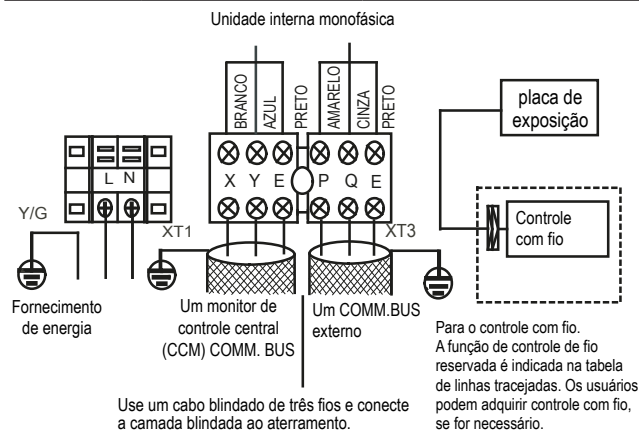 Unidade interna monofásica
BRANCO
AZUL
PRETO
AMARELO
CINZA
PRETO
placa de
exposição
L N
X Y E P Q E
Y/G
XT1
XT3
Controle
com fio
Fornecimento
de energia
Um monitor de
controle central
(CCM) COMM. BUS
Um COMM.BUS
externo
Para o controle com fio.
A função de controle de fio
reservada é indicada na tabela
de linhas tracejadas. Os usuários
podem adquirir controle com fio,
se for necessário.
Use um cabo blindado de três fios e conecte
a camada blindada ao aterramento.